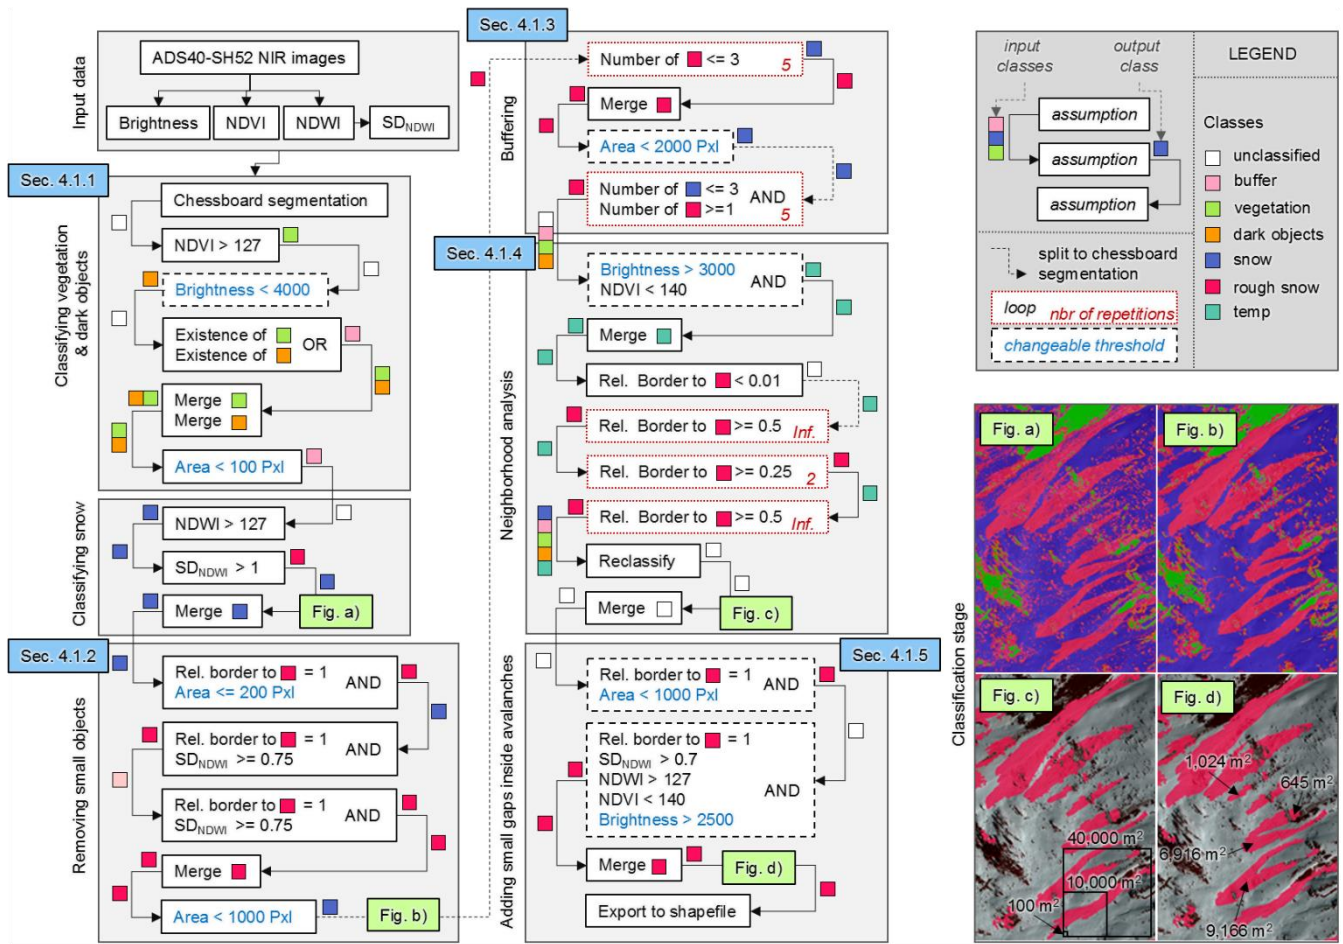 Input data
ADS40-SH52 NIR images
Brightness
NDVI
NDWI
SDNDWI
Sec. 4.1.1
Classifying vegetation
& dark objects
Chessboard segmentation
NDVI > 127
Brightness < 4000
Existence of
Existence of
OR
Merge
Merge
Area < 100 Pxl
Classifying snow
NDWI > 127
SDNDWI > 1
Merge
Fig. a)
Sec. 4.1.2
Removing small objects
Rel. border to = 1
Area <= 200 Pxl
AND
Rel. border to = 1
SDNDWI >= 0.75
AND
Rel. border to = 1
SDNDWI >= 0.75
AND
Merge
Area < 1000 Pxl
Fig. b)
Sec. 4.1.3
Buffering
Number of <= 3
5
Merge
Area < 2000 Pxl
Number of <= 3
Number of >=1
AND
5
Sec. 4.1.4
Neighborhood analysis
Brightness > 3000
NDVI < 140
AND
Merge
Rel. Border to < 0.01
Rel. Border to >= 0.5
Inf.
Rel. Border to >= 0.25
2
Rel. Border to >= 0.5
Inf.
Reclassify
Merge
Fig. c)
Sec. 4.1.5
Adding small gaps inside avalanches
Rel. border to = 1
Area < 1000 Pxl
AND
Rel. border to = 1
SDNDWI > 0.7
NDWI > 127
NDVI < 140
Brightness > 2500
AND
Merge
Fig. d)
Export to shapefile
input
classes
output
class
assumption
assumption
assumption
split to chessboard
segmentation
loop
nbr of repetitions
changeable threshold
LEGEND
Classes
unclassified
buffer
vegetation
dark objects
snow
rough snow
temp
Classification stage
Fig. a)
Fig. b)
Fig. c)
40,000 m²
10,000 m²
100 m²
Fig. d)
1,024 m²
645 m²
6,916 m²
9,166 m²